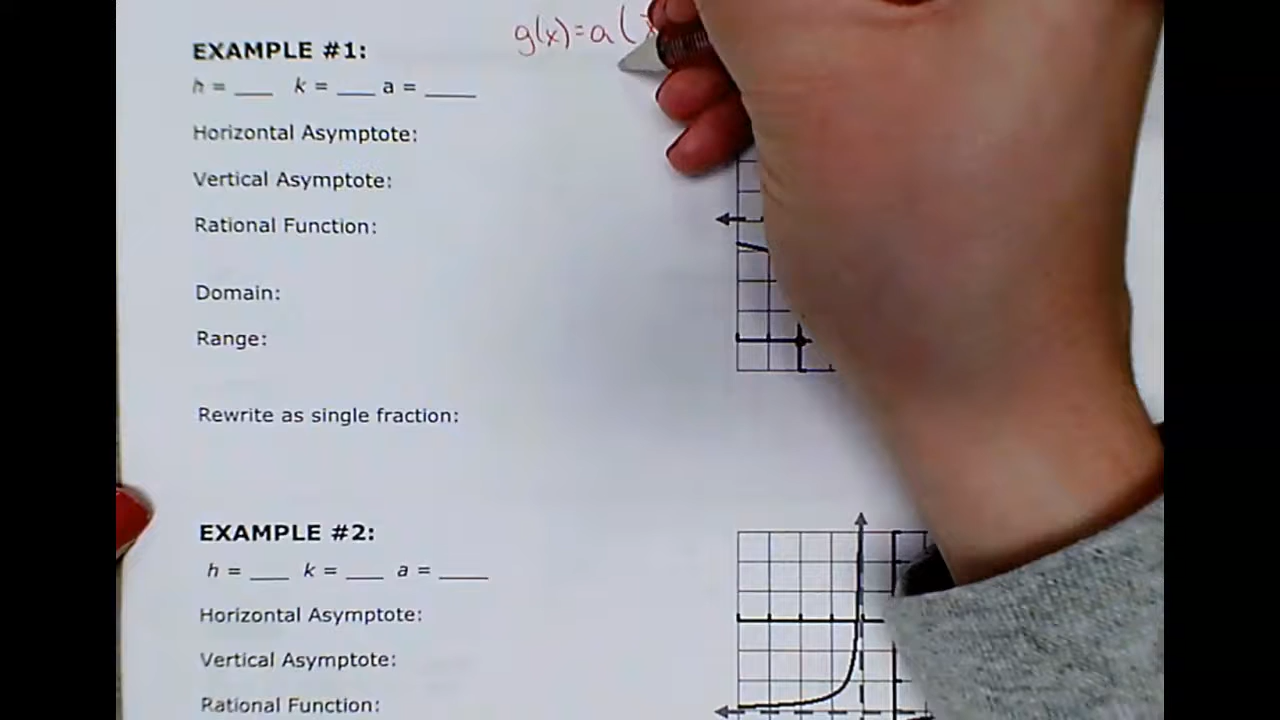 g(x)=a(
EXAMPLE #1:
h = ___ k = ___ a = ____
Horizontal Asymptote:
Vertical Asymptote:
Rational Function:
Domain:
Range:
Rewrite as single fraction:
EXAMPLE #2:
h = ___ k = ___ a = ____
Horizontal Asymptote:
Vertical Asymptote:
Rational Function: